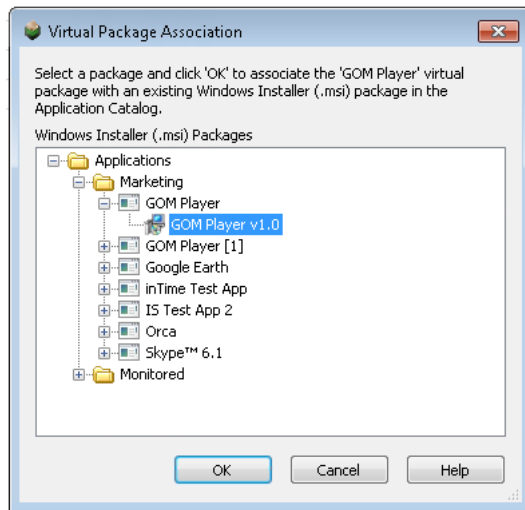 Virtual Package Association
Select a package and click 'OK' to associate the 'GOM Player' virtual
package with an existing Windows Installer (.msi) package in the
Application Catalog.
Windows Installer (.msi) Packages
Applications
Marketing
GOM Player
GOM Player v1.0
GOM Player [1]
Google Earth
inTime Test App
IS Test App 2
Orca
Skype™ 6.1
Monitored
OK Cancel Help